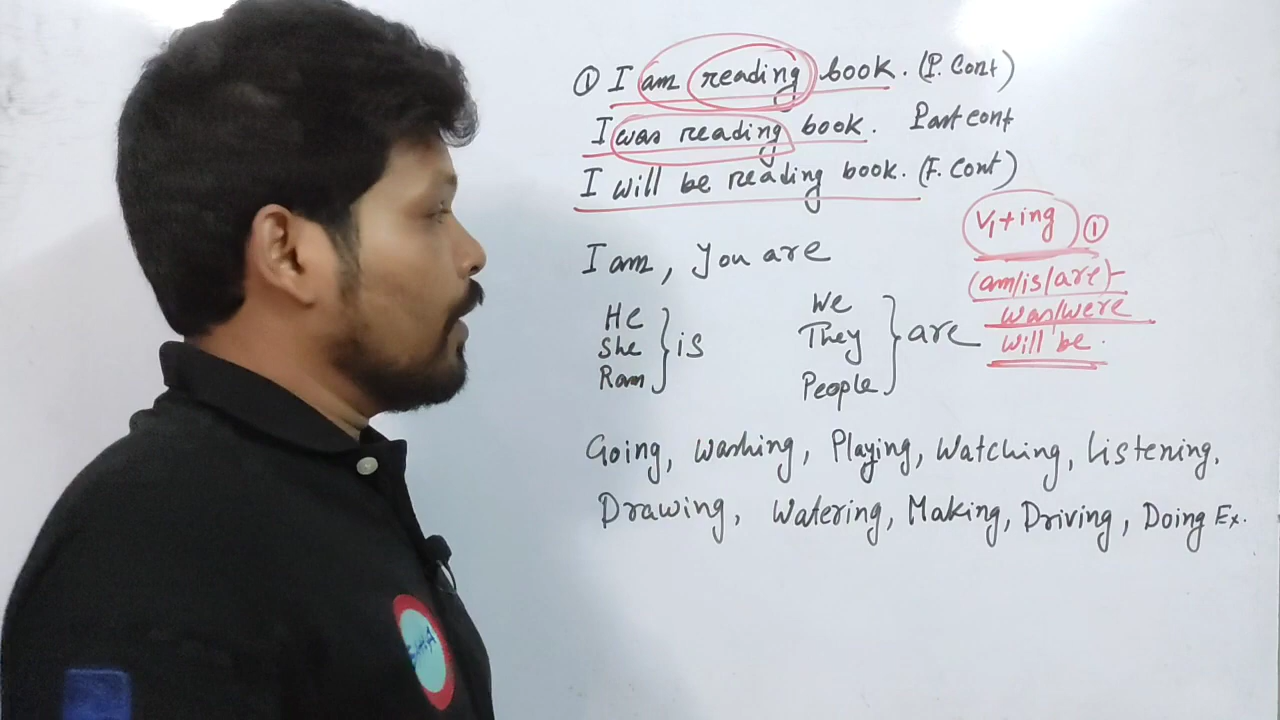 ① I am reading book. (P. Cont)
I was reading book. Past cont
I will be reading book. (F. Cont)
V₁+ing ①
(am/is/are)
was/were
will be.
I am, You are
He
She
Ram
} is
We
They
People
} are
Going, Washing, Playing, Watching, Listening,
Drawing, Watering, Making, Driving, Doing Ex.